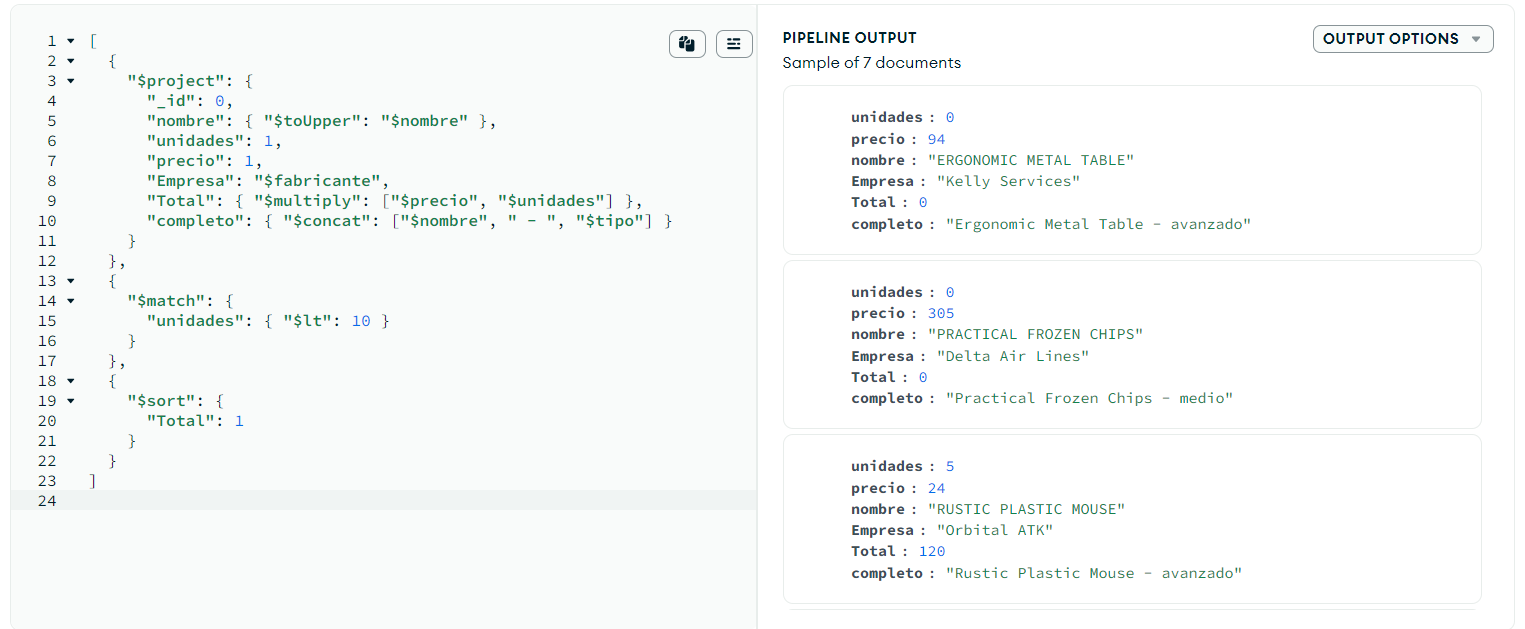 1 [
2 {
3 "$project": {
4 "_id": 0,
5 "nombre": { "$toUpper": "$nombre" },
6 "unidades": 1,
7 "precio": 1,
8 "Empresa": "$fabricante",
9 "Total": { "$multiply": ["$precio", "$unidades"] },
10 "completo": { "$concat": ["$nombre", " - ", "$tipo"] }
11 }
12 },
13 {
14 "$match": {
15 "unidades": { "$lt": 10 }
16 }
17 },
18 {
19 "$sort": {
20 "Total": 1
21 }
22 }
23 ]
24
PIPELINE OUTPUT
Sample of 7 documents
OUTPUT OPTIONS
unidades : 0
precio : 94
nombre : "ERGONOMIC METAL TABLE"
Empresa : "Kelly Services"
Total : 0
completo : "Ergonomic Metal Table - avanzado"
unidades : 0
precio : 305
nombre : "PRACTICAL FROZEN CHIPS"
Empresa : "Delta Air Lines"
Total : 0
completo : "Practical Frozen Chips - medio"
unidades : 5
precio : 24
nombre : "RUSTIC PLASTIC MOUSE"
Empresa : "Orbital ATK"
Total : 120
completo : "Rustic Plastic Mouse - avanzado"